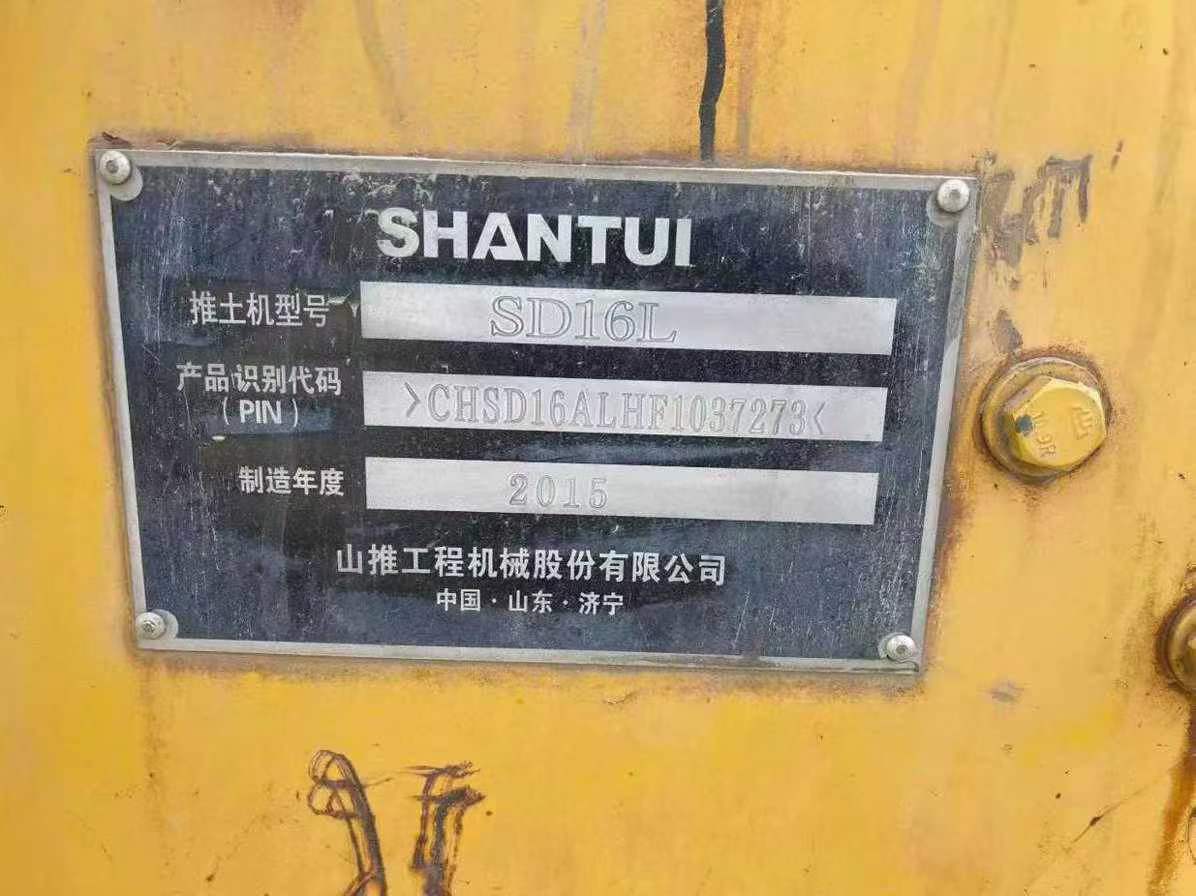 SHANTUI
推土机型号 SD16L
产品识别代码 >CHSD16ALHF1037273<
(PIN)
制造年度 2015
山推工程机械股份有限公司
中国·山东·济宁